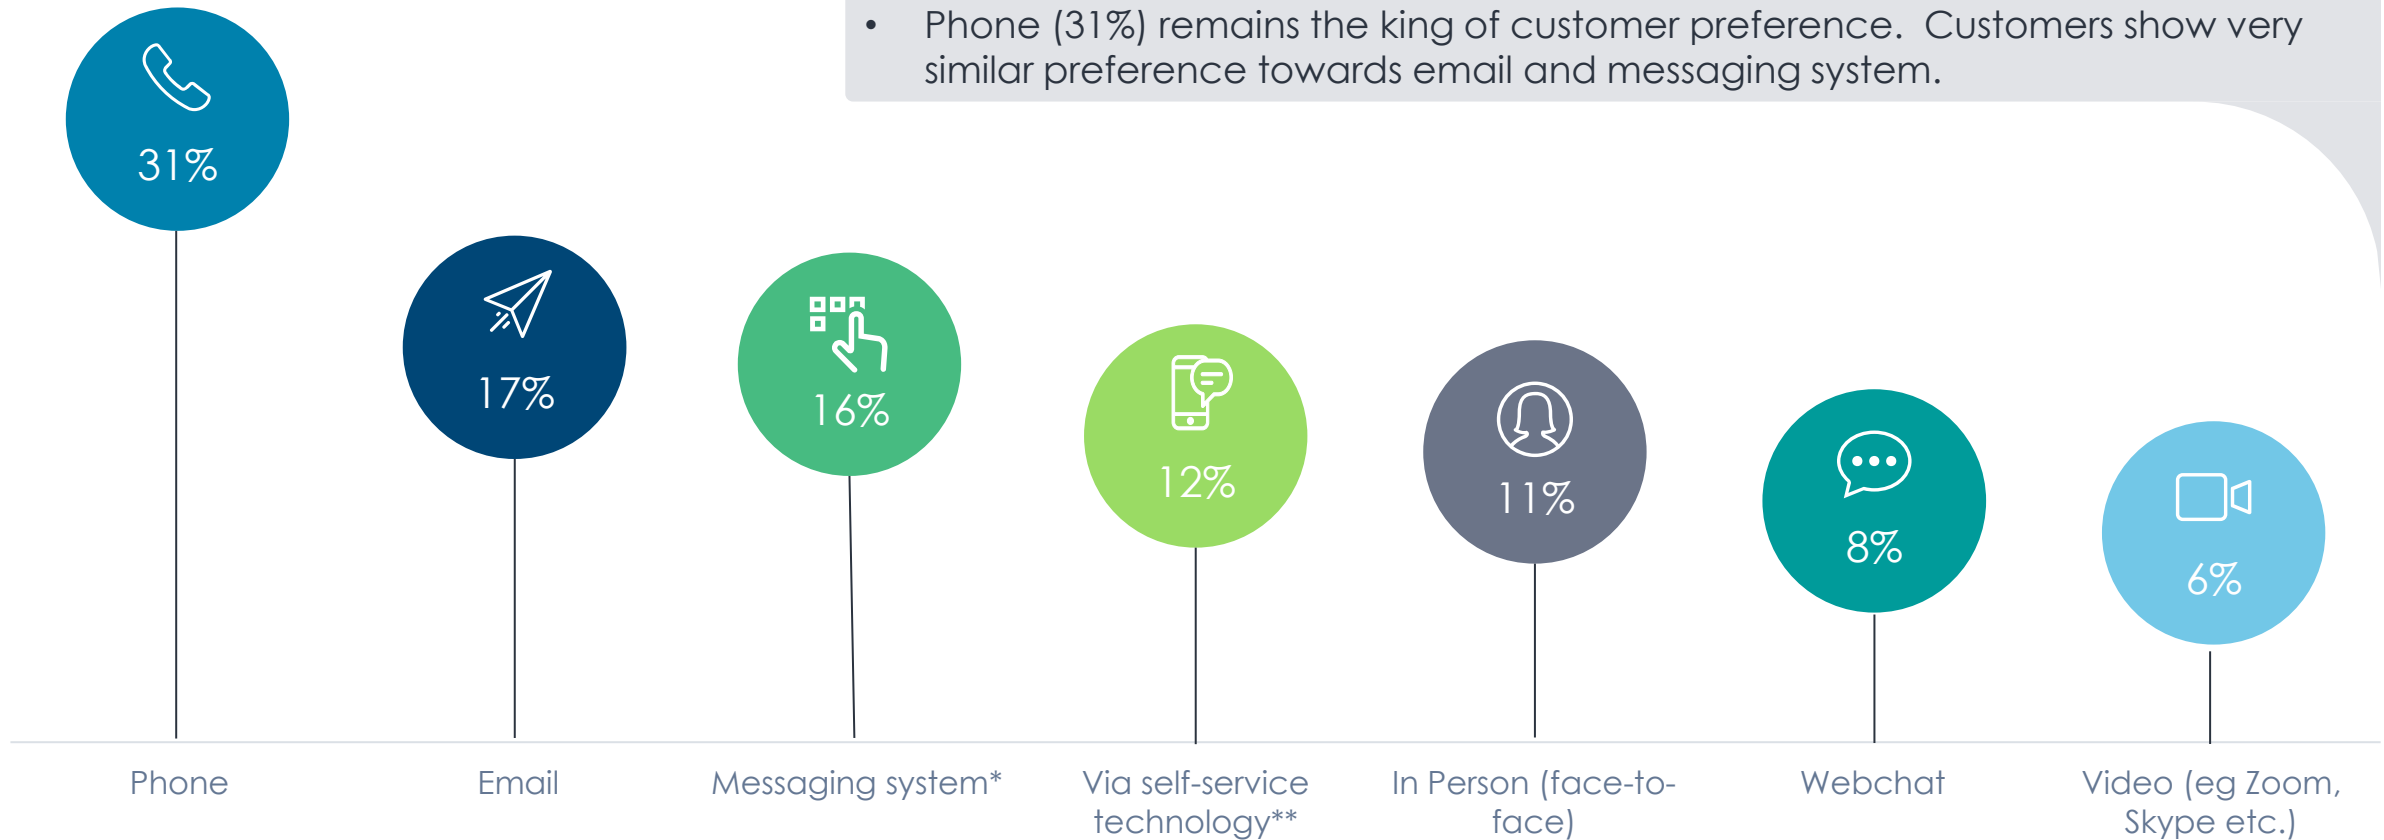 • Phone (31%) remains the king of customer preference.  Customers show very
similar preference towards email and messaging system.
31%
17%
16%
12%
11%
8%
6%
Phone
Email
Messaging system*
Via self-service
technology**
In Person (face-to-
face)
Webchat
Video (eg Zoom,
Skype etc.)